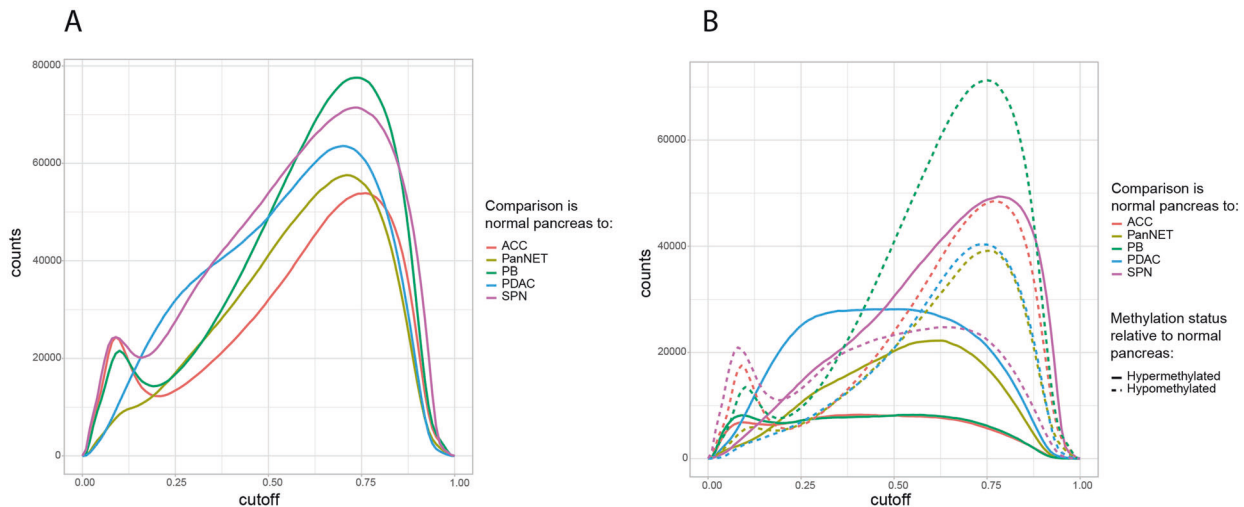 A
counts
80000
60000
40000
20000
0
0.00 0.25 0.50 0.75 1.00
cutoff
Comparison is
normal pancreas to:
ACC
PanNET
PB
PDAC
SPN
B
counts
60000
40000
20000
0
0.00 0.25 0.50 0.75 1.00
cutoff
Comparison is
normal pancreas to:
ACC
PanNET
PB
PDAC
SPN
Methylation status
relative to normal
pancreas:
Hypermethylated
Hypomethylated